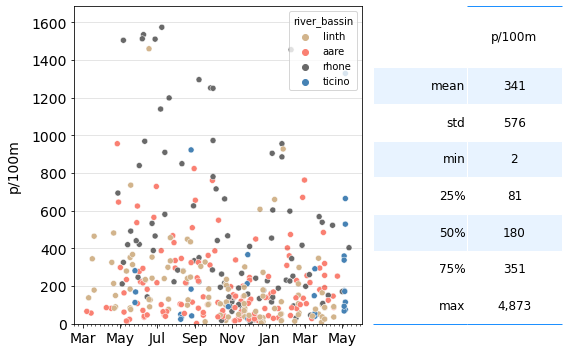 p/100m
1600
1400
1200
1000
800
600
400
200
0
Mar May Jul Sep Nov Jan Mar May
river_bassin
linth
aare
rhone
ticino
p/100m
mean 341
std 576
min 2
25% 81
50% 180
75% 351
max 4,873